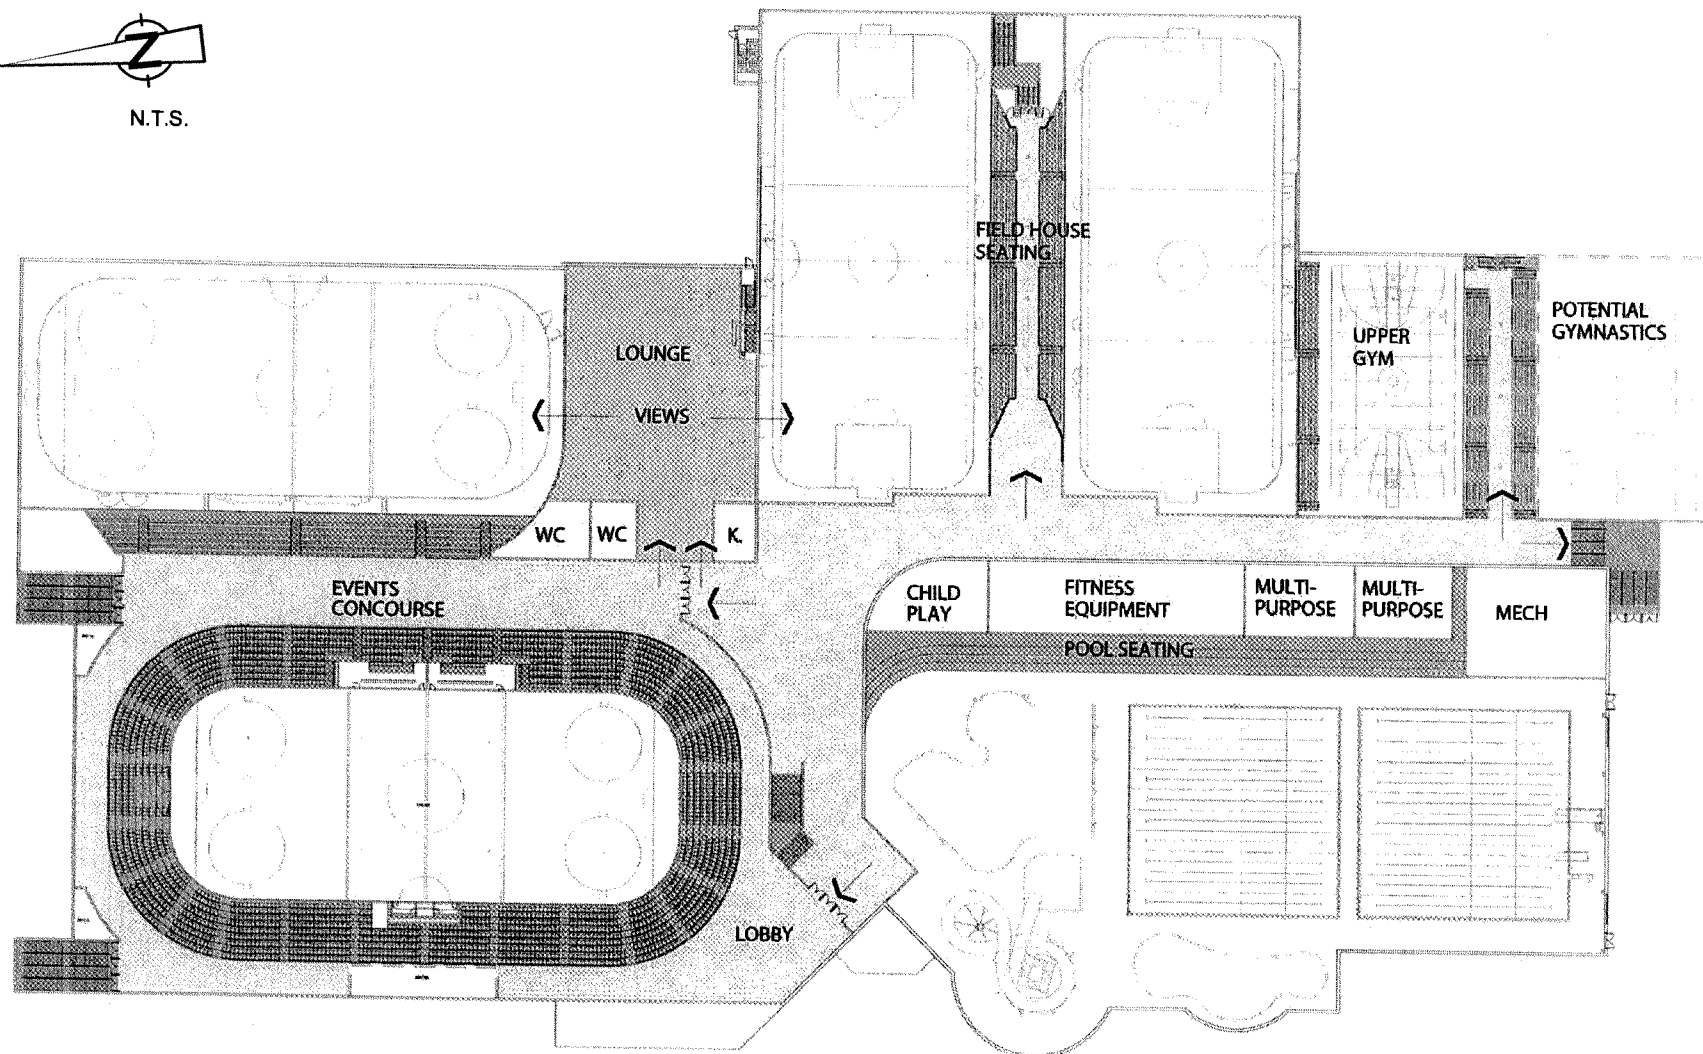 Z
N.T.S.
FIELD HOUSE
SEATING
LOUNGE
VIEWS
UPPER
GYM
POTENTIAL
GYMNASTICS
WC
WC
K.
EVENTS
CONCOURSE
CHILD
PLAY
FITNESS
EQUIPMENT
MULTI-
PURPOSE
MULTI-
PURPOSE
MECH
POOL SEATING
LOBBY